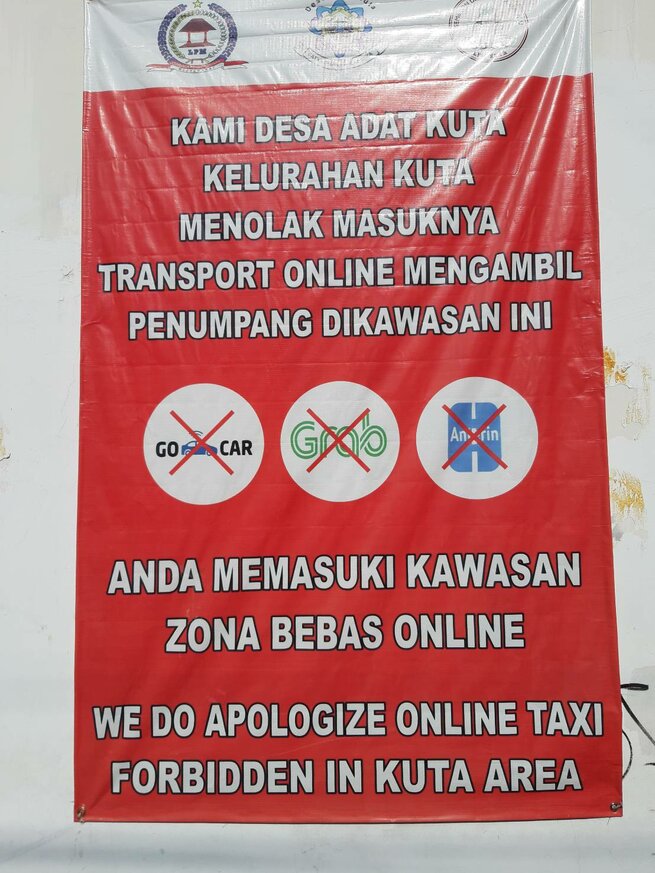 LPM
KAMI DESA ADAT KUTA
KELURAHAN KUTA
MENOLAK MASUKNYA
TRANSPORT ONLINE MENGAMBIL
PENUMPANG DIKAWASAN INI
GO CAR
Grab
ANDA MEMASUKI KAWASAN
ZONA BEBAS ONLINE
WE DO APOLOGIZE ONLINE TAXI
FORBIDDEN IN KUTA AREA